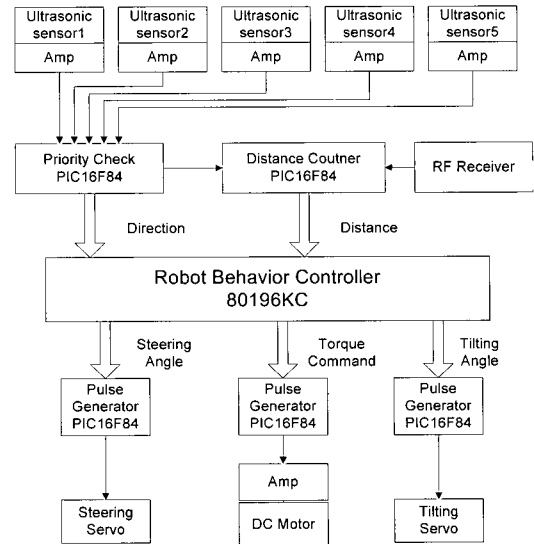 Ultrasonic
sensor1
Amp
Ultrasonic
sensor2
Amp
Ultrasonic
sensor3
Amp
Ultrasonic
sensor4
Amp
Ultrasonic
sensor5
Amp
Priority Check
PIC16F84
Distance Coutner
PIC16F84
RF Receiver
Direction
Distance
Robot Behavior Controller
80196KC
Steering
Angle
Torque
Command
Tilting
Angle
Pulse
Generator
PIC16F84
Pulse
Generator
PIC16F84
Pulse
Generator
PIC16F84
Steering
Servo
Amp
DC Motor
Tilting
Servo